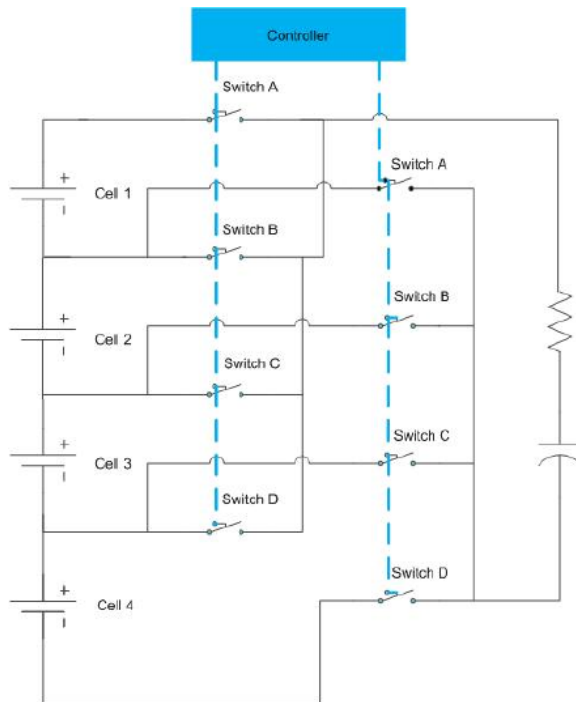 Controller
Switch A
Switch A
+
Cell 1
-
Switch B
Switch B
+
Cell 2
-
Switch C
Switch C
+
Cell 3
-
Switch D
Switch D
+
Cell 4
-